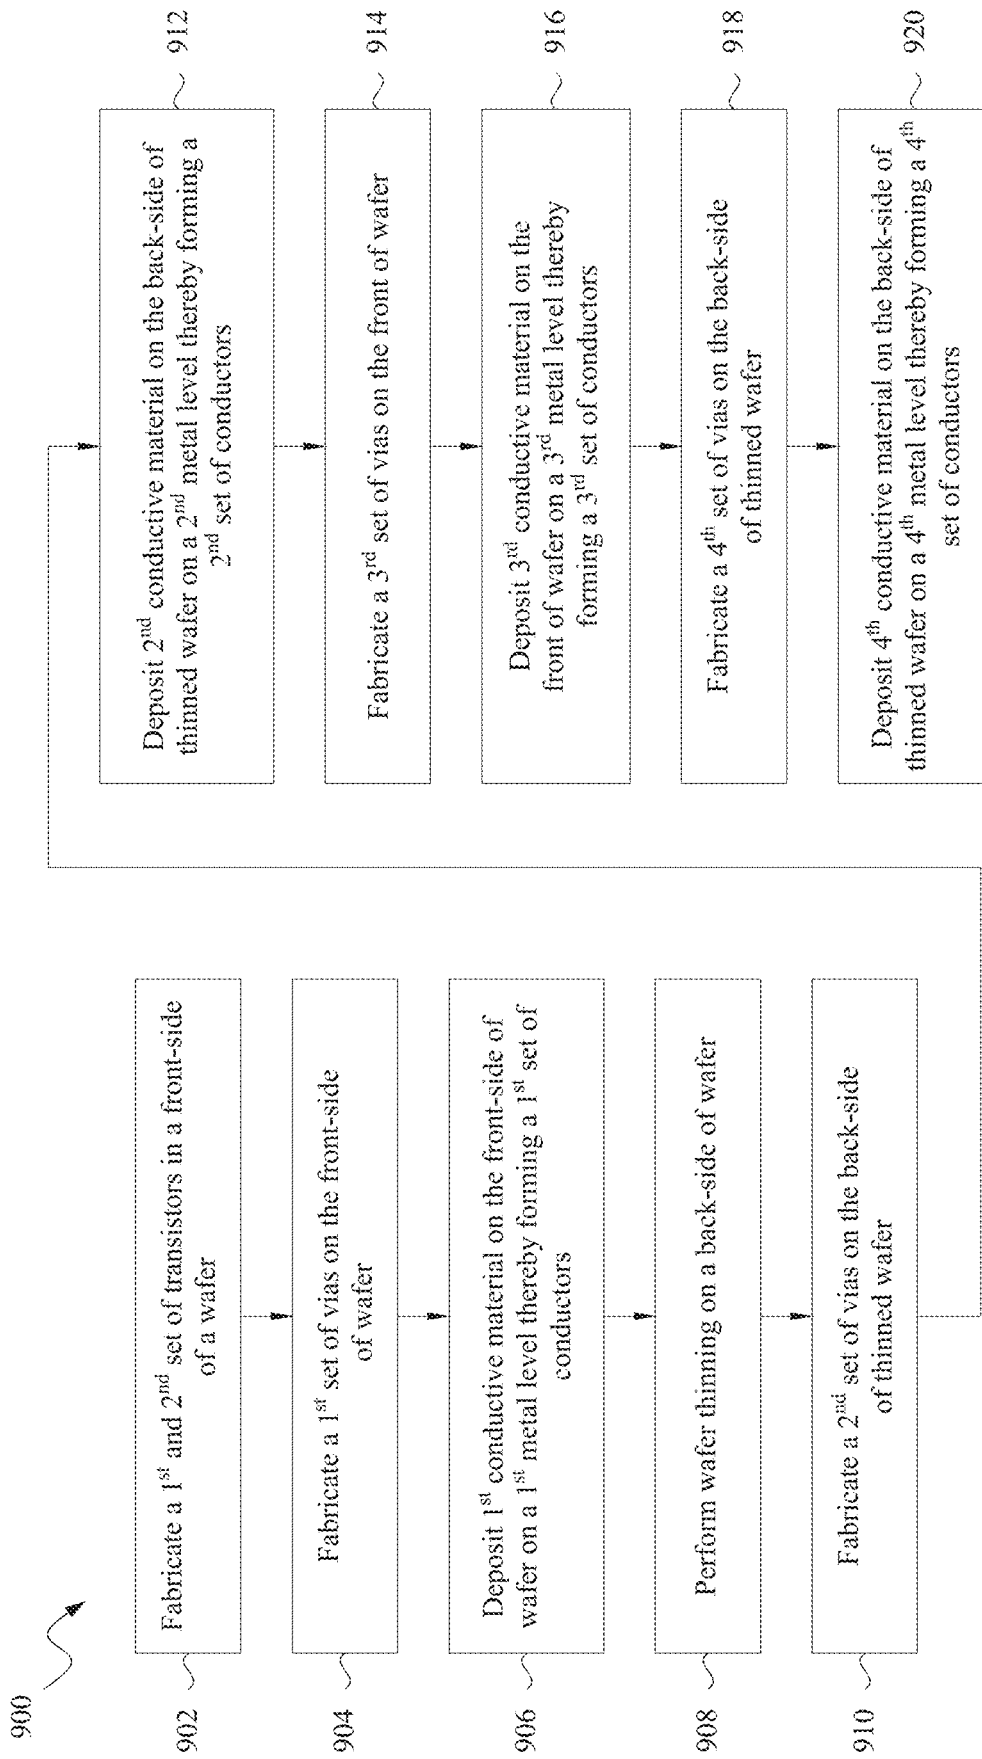 900
902
Fabricate a 1st and 2nd set of transistors in a front-side
of a wafer
904
Fabricate a 1st set of vias on the front-side
of wafer
906
Deposit 1st conductive material on the front-side of
wafer on a 1st metal level thereby forming a 1st set of
conductors
908
Perform wafer thinning on a back-side of wafer
910
Fabricate a 2nd set of vias on the back-side
of thinned wafer
Deposit 2nd conductive material on the back-side of
thinned wafer on a 2nd metal level thereby forming a
2nd set of conductors
912
Fabricate a 3rd set of vias on the front of wafer
914
Deposit 3rd conductive material on the
front of wafer on a 3rd metal level thereby
forming a 3rd set of conductors
916
Fabricate a 4th set of vias on the back-side
of thinned wafer
918
Deposit 4th conductive material on the back-side of
thinned wafer on a 4th metal level thereby forming a 4th
set of conductors
920